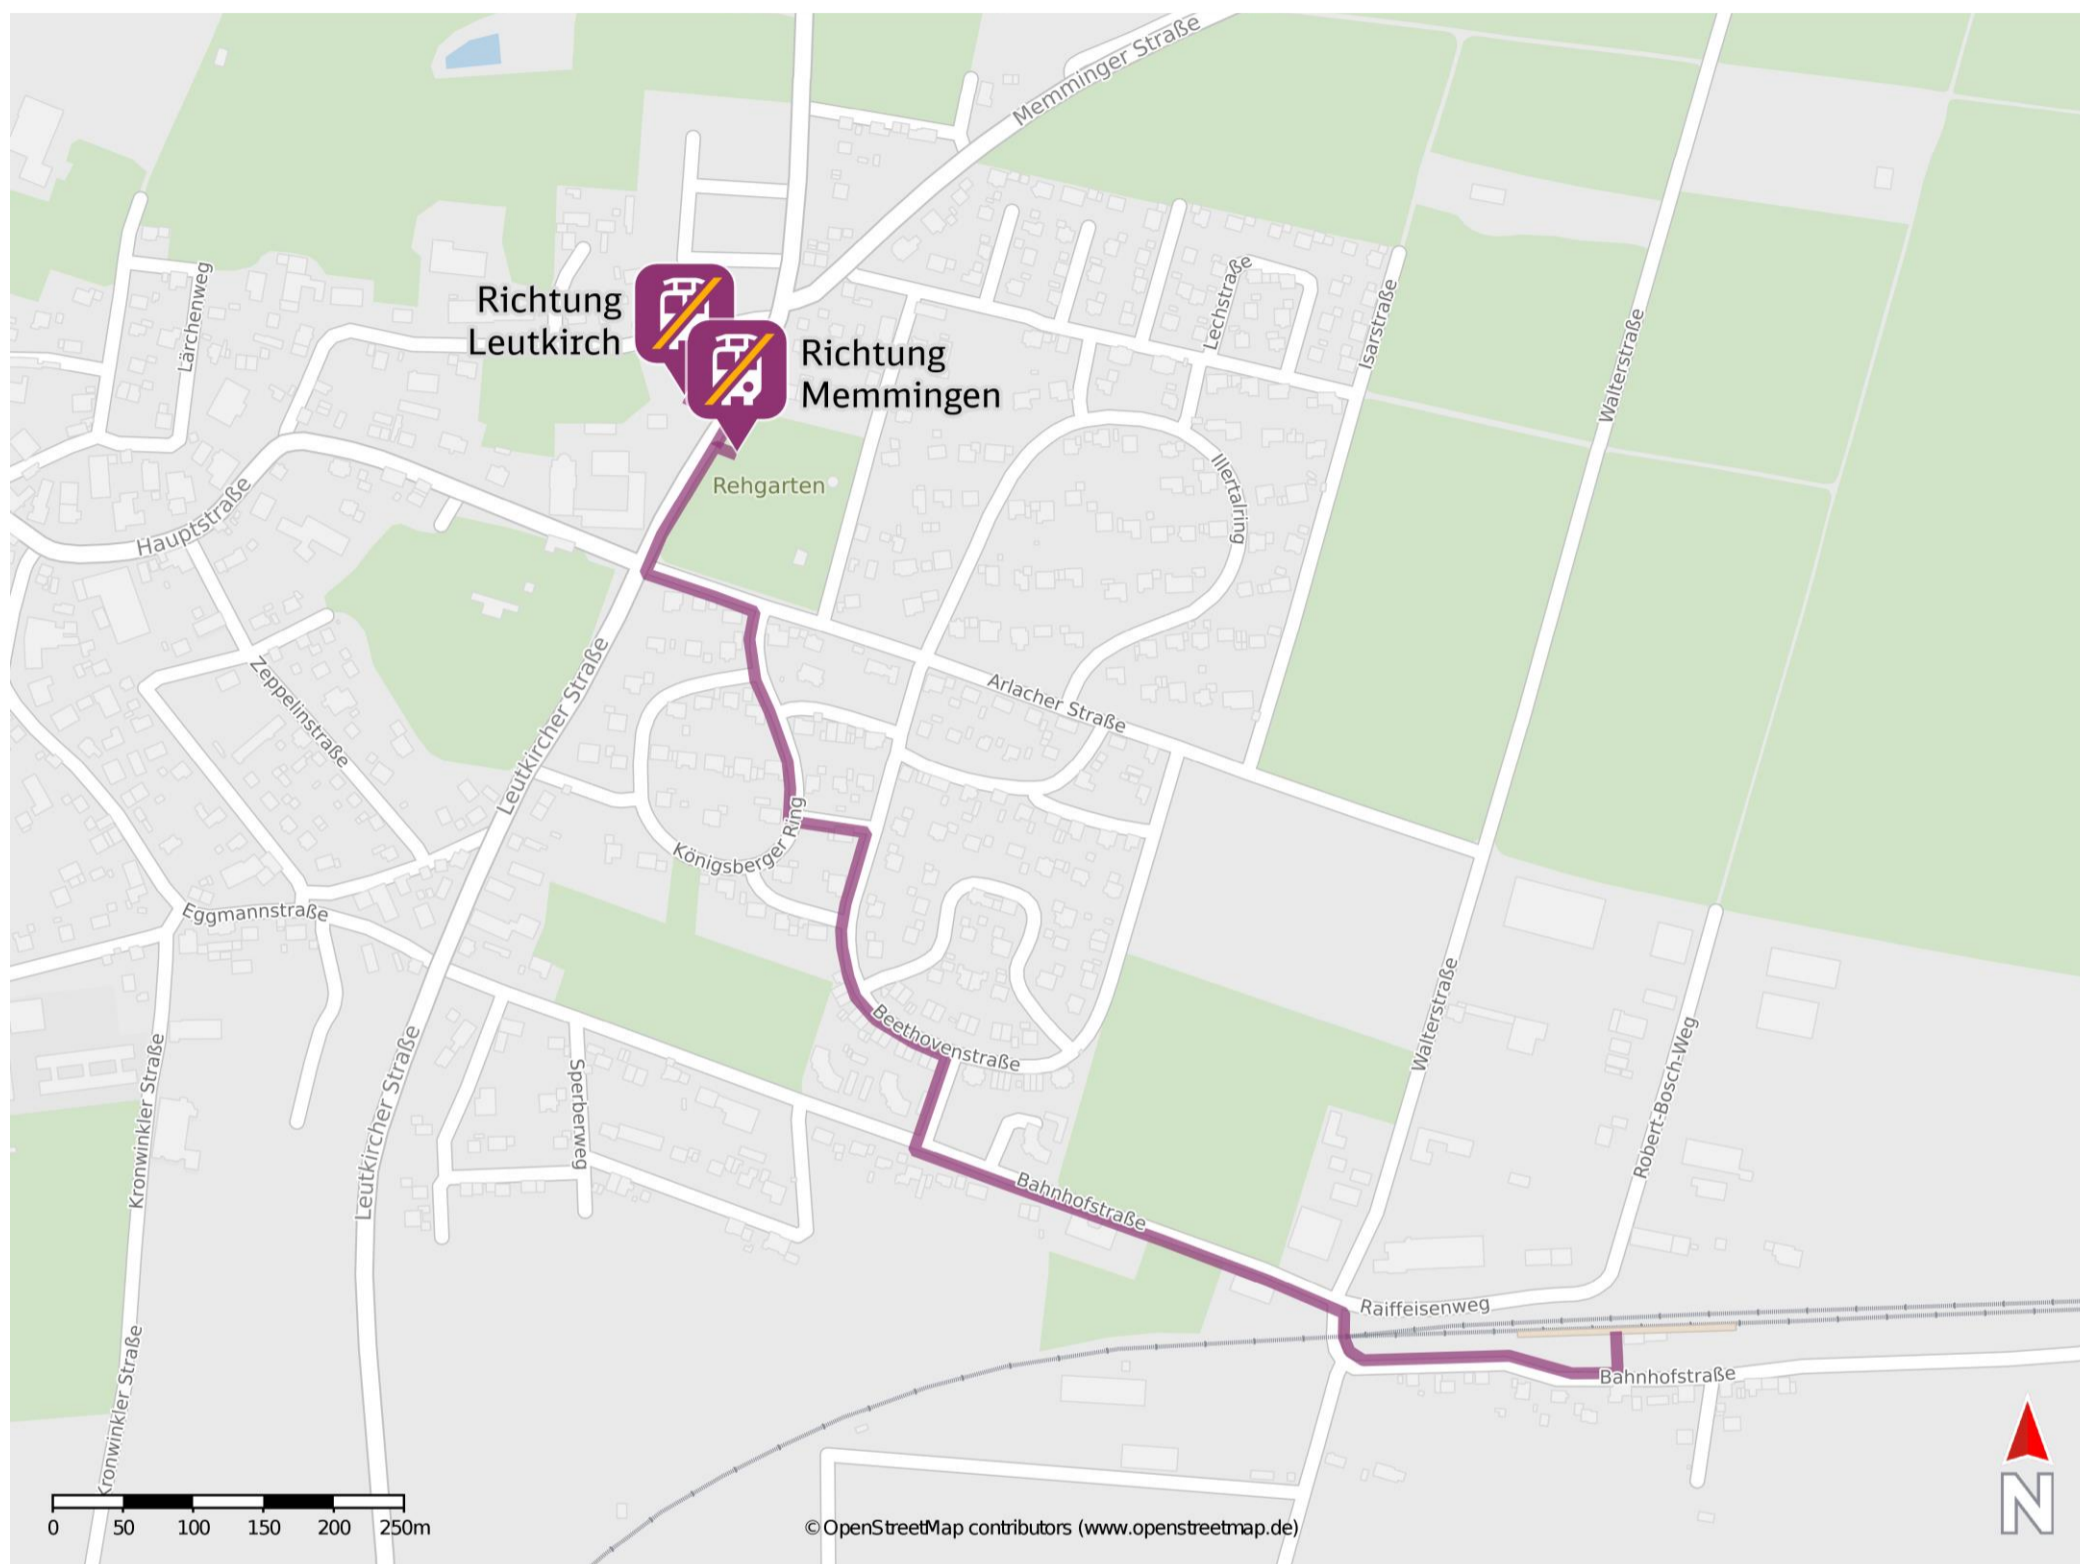 Memminger Straße
Lärchenweg
Richtung
Leutkirch
Richtung
Memmingen
Lechstraße
Isarstraße
Walterstraße
Hauptstraße
Rehgarten
Illertalring
Zeppelinstraße
Leutkircher Straße
Arlacher Straße
Königsberger Ring
Eggmannstraße
Beethovenstraße
Walterstraße
Robert-Bosch-Weg
Kronwinkler Straße
Leutkircher Straße
Sperberweg
Bahnhofstraße
Raiffeisenweg
Bahnhofstraße
Kronwinkler Straße
0 50 100 150 200 250m
© OpenStreetMap contributors (www.openstreetmap.de)
N